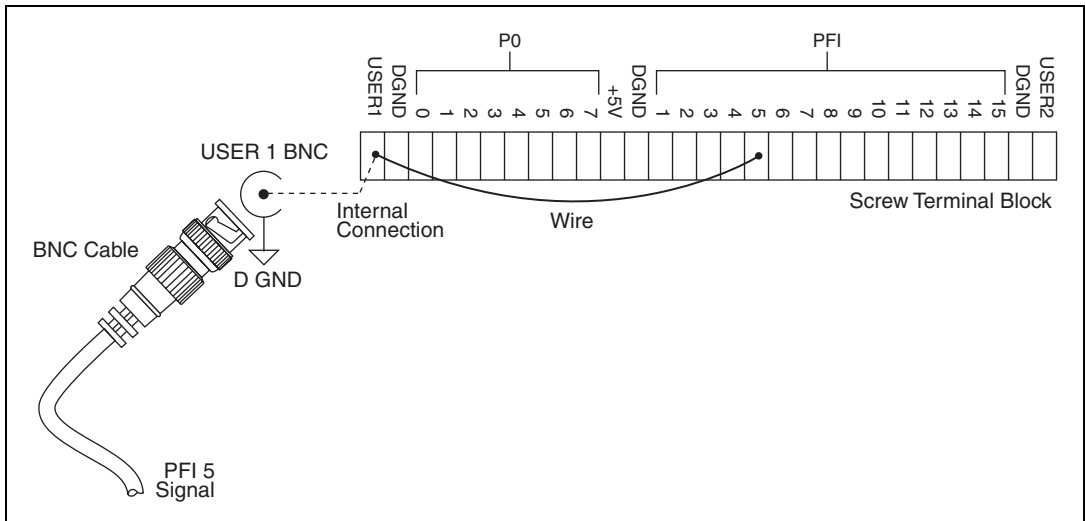 P0
PFI
USER1
DGND
0
1
2
3
4
5
6
7
+5V
DGND
1
2
3
4
5
6
7
8
9
10
11
12
13
14
15
DGND
USER2
USER 1 BNC
Internal
Connection
Wire
Screw Terminal Block
BNC Cable
D GND
PFI 5
Signal